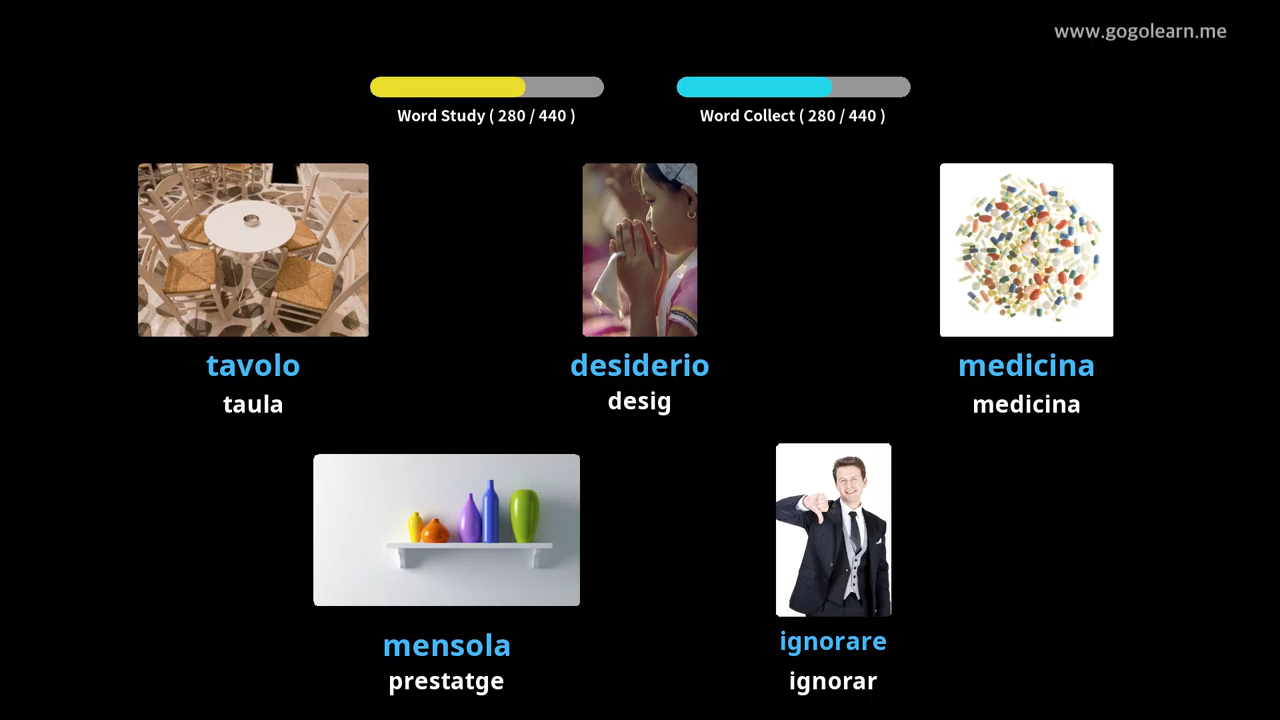 www.gogolearn.me
Word Study ( 280 / 440 )
Word Collect ( 280 / 440 )
tavolo
taula
desiderio
desig
medicina
medicina
mensola
prestatge
ignorare
ignorar